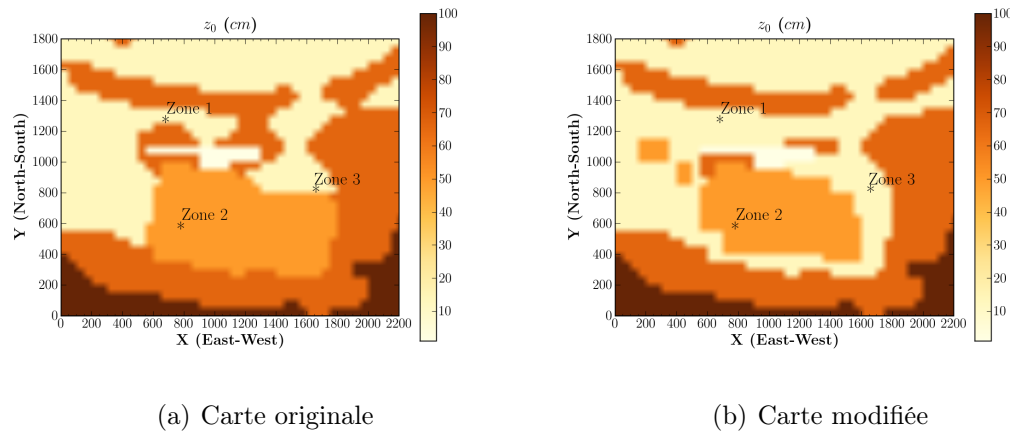 z0 (cm)
1800
1600
1400
1200
1000
800
600
400
200
0
Y (North-South)
0 200 400 600 800 1000 1200 1400 1600 1800 2000 2200
X (East-West)
Zone 1
Zone 3
Zone 2
100
90
80
70
60
50
40
30
20
10
(a) Carte originale
z0 (cm)
1800
1600
1400
1200
1000
800
600
400
200
0
Y (North-South)
0 200 400 600 800 1000 1200 1400 1600 1800 2000 2200
X (East-West)
Zone 1
Zone 3
Zone 2
100
90
80
70
60
50
40
30
20
10
(b) Carte modifiée